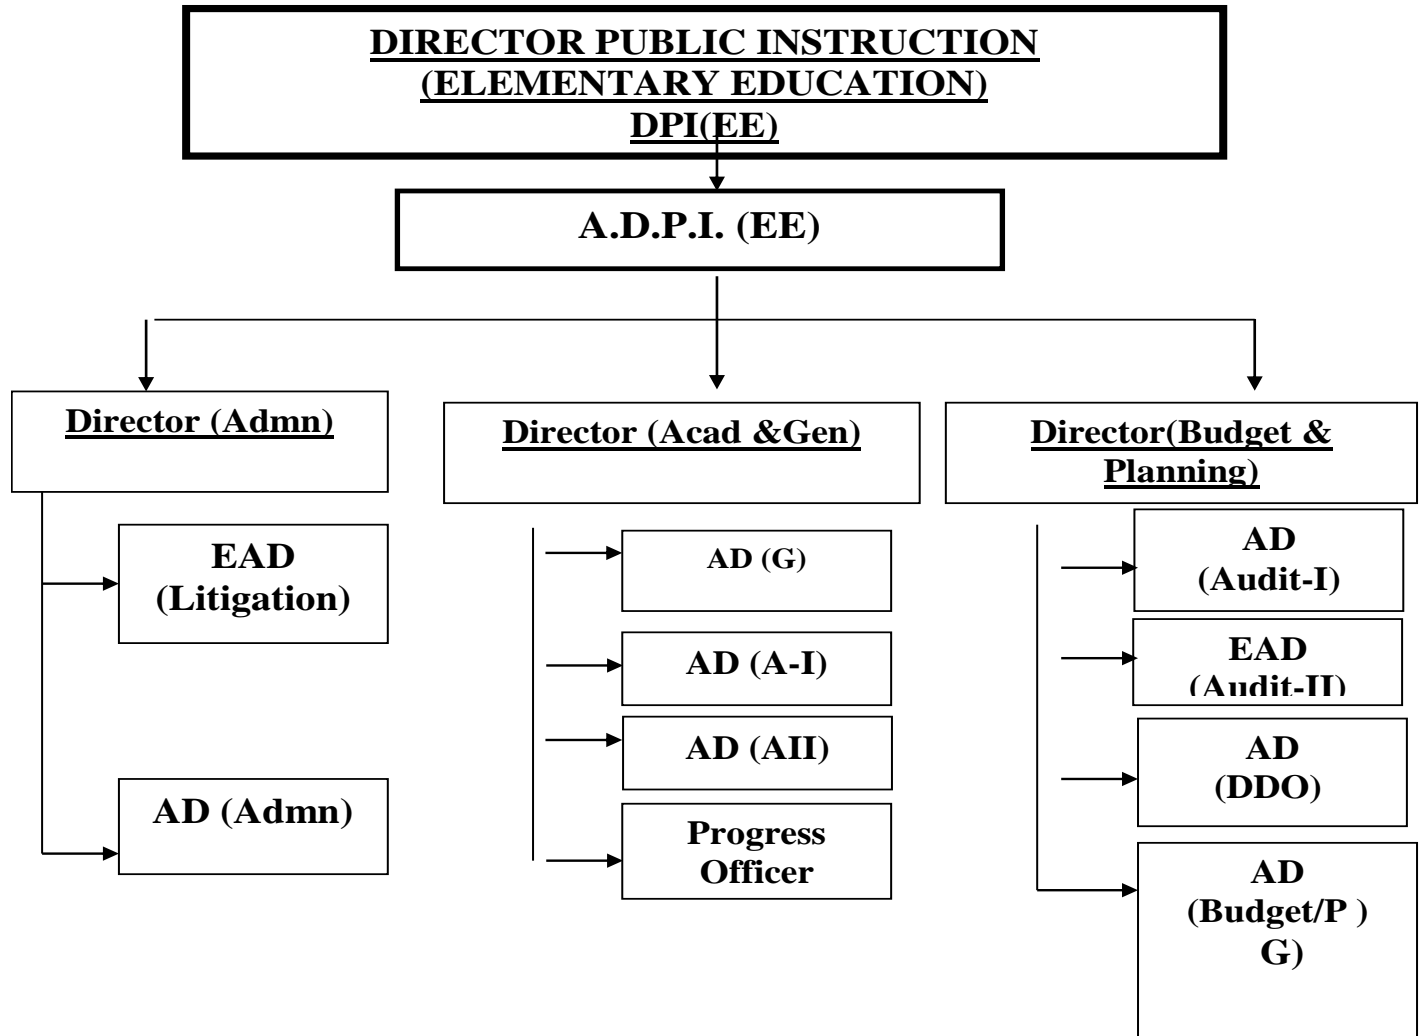 DIRECTOR PUBLIC INSTRUCTION
(ELEMENTARY EDUCATION)
DPI(EE)
A.D.P.I. (EE)
Director (Admn)
EAD
(Litigation)
AD (Admn)
Director (Acad &Gen)
AD (G)
AD (A-I)
AD (AII)
Progress
Officer
Director(Budget &
Planning)
AD
(Audit-I)
EAD
(Audit-II)
AD
(DDO)
AD
(Budget/P )
G)